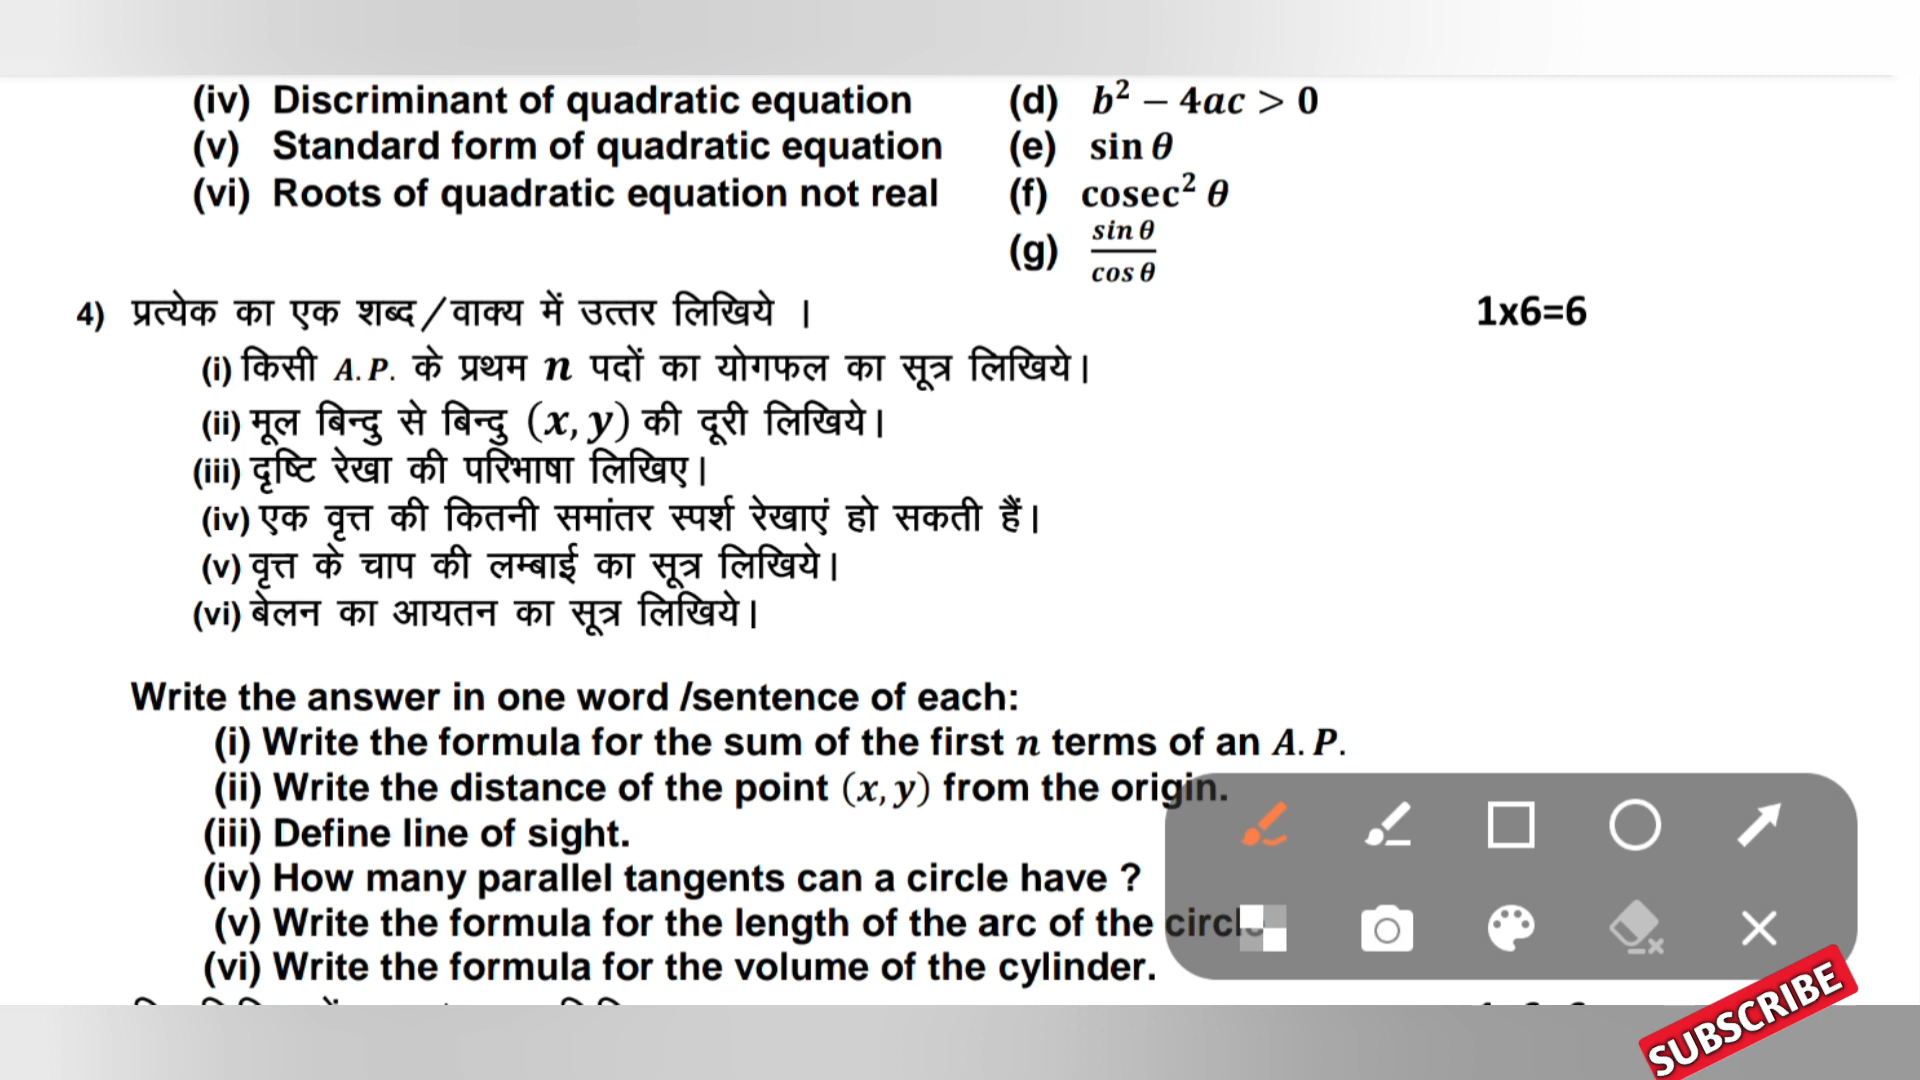 (iv) Discriminant of quadratic equation (d) b² – 4ac > 0
(v) Standard form of quadratic equation (e) sin θ
(vi) Roots of quadratic equation not real (f) cosec² θ
(g) sin θ / cos θ
4) प्रत्येक का एक शब्द/वाक्य में उत्तर लिखिये । 1x6=6
(i) किसी A.P. के प्रथम n पदों का योगफल का सूत्र लिखिये।
(ii) मूल बिन्दु से बिन्दु (x, y) की दूरी लिखिये।
(iii) दृष्टि रेखा की परिभाषा लिखिए।
(iv) एक वृत्त की कितनी समांतर स्पर्श रेखाएं हो सकती हैं।
(v) वृत्त के चाप की लम्बाई का सूत्र लिखिये।
(vi) बेलन का आयतन का सूत्र लिखिये।
Write the answer in one word /sentence of each:
(i) Write the formula for the sum of the first n terms of an A.P.
(ii) Write the distance of the point (x, y) from the origin.
(iii) Define line of sight.
(iv) How many parallel tangents can a circle have ?
(v) Write the formula for the length of the arc of the
(vi) Write the formula for the volume of the cylinder.
SUBSCRIBE